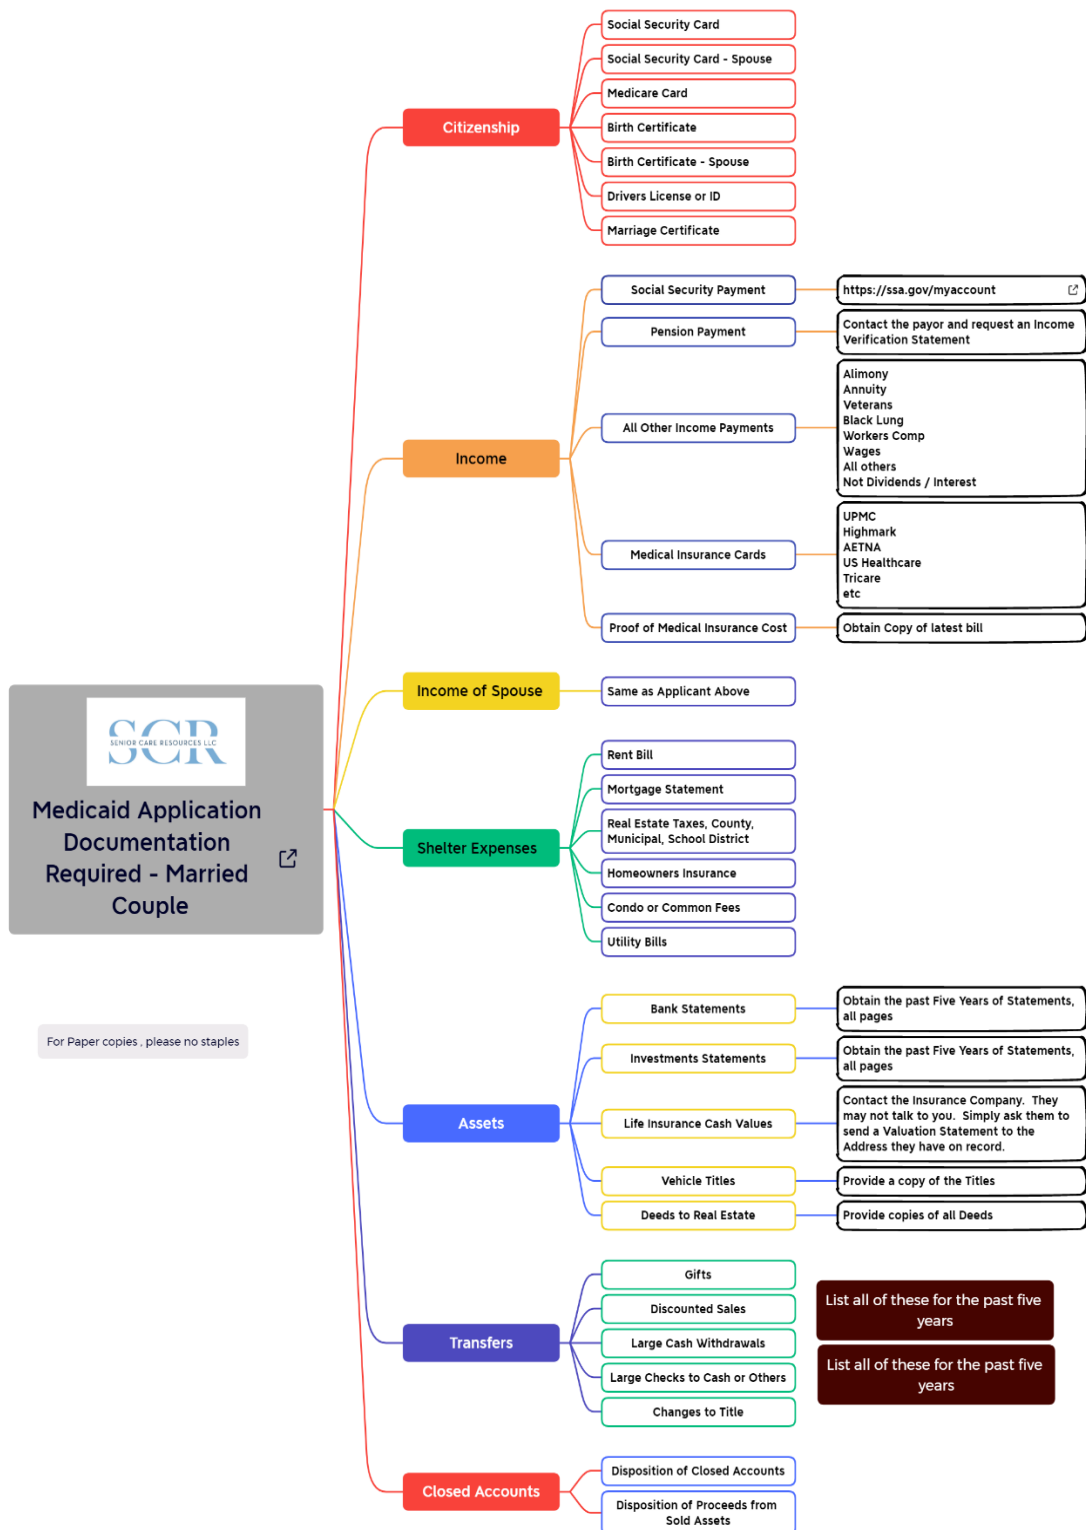 Social Security Card
Social Security Card - Spouse
Medicare Card
Citizenship
Birth Certificate
Birth Certificate - Spouse
Drivers License or ID
Marriage Certificate
Social Security Payment
https://ssa.gov/myaccount
Pension Payment
Contact the payor and request an Income
Verification Statement
All Other Income Payments
Alimony
Annuity
Veterans
Black Lung
Workers Comp
Wages
All others
Not Dividends / Interest
Income
Medical Insurance Cards
UPMC
Highmark
AETNA
US Healthcare
Tricare
etc
Proof of Medical Insurance Cost
Obtain Copy of latest bill
Income of Spouse
Same as Applicant Above
SCR
SENIOR CARE RESOURCES LLC
Medicaid Application
Documentation
Required - Married
Couple
Rent Bill
Mortgage Statement
Real Estate Taxes, County,
Municipal, School District
Shelter Expenses
Homeowners Insurance
Condo or Common Fees
Utility Bills
For Paper copies , please no staples
Bank Statements
Obtain the past Five Years of Statements,
all pages
Investments Statements
Obtain the past Five Years of Statements,
all pages
Assets
Life Insurance Cash Values
Contact the Insurance Company. They
may not talk to you. Simply ask them to
send a Valuation Statement to the
Address they have on record.
Vehicle Titles
Provide a copy of the Titles
Deeds to Real Estate
Provide copies of all Deeds
Gifts
Discounted Sales
Transfers
Large Cash Withdrawals
Large Checks to Cash or Others
Changes to Title
List all of these for the past five
years
List all of these for the past five
years
Closed Accounts
Disposition of Closed Accounts
Disposition of Proceeds from
Sold Assets